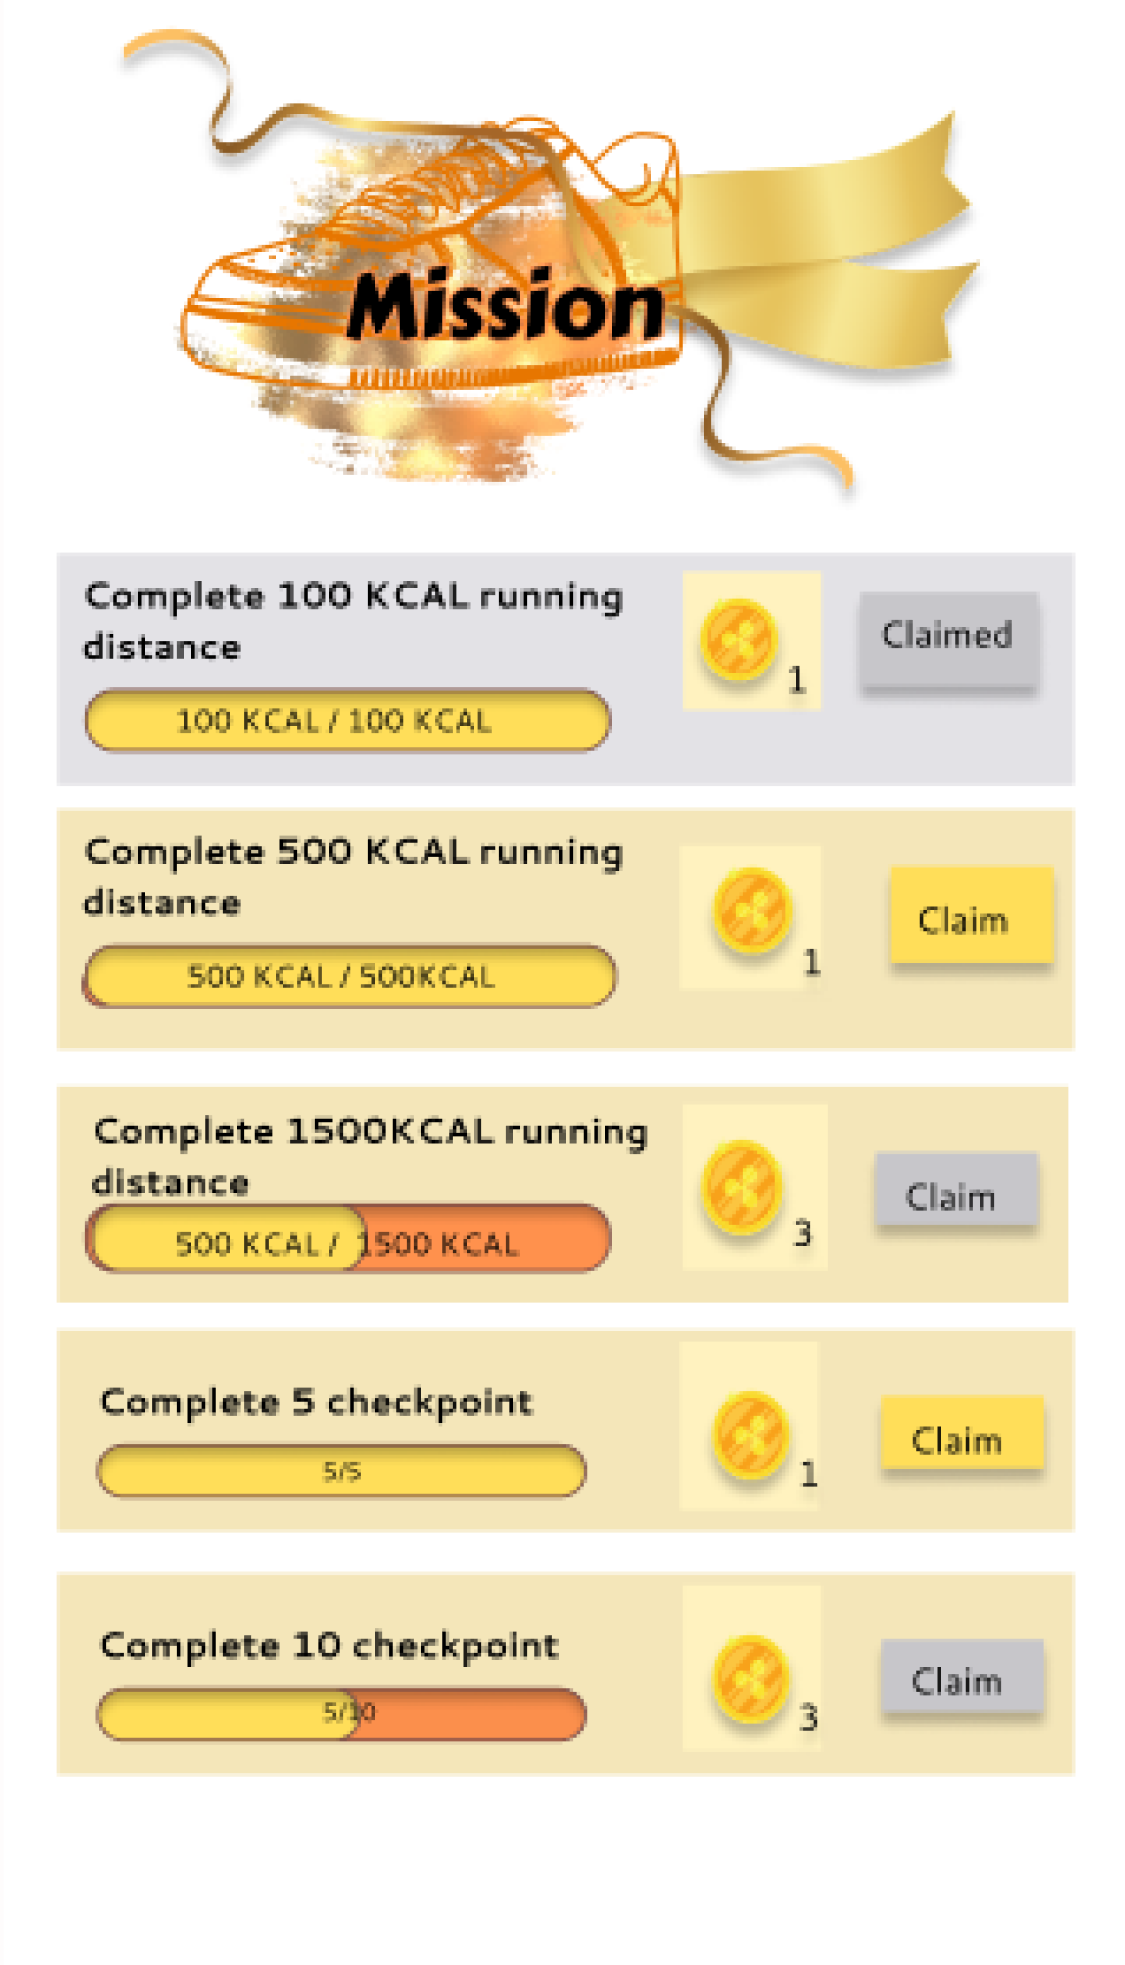 Mission
Complete 100 KCAL running
distance
100 KCAL / 100 KCAL
1
Claimed
Complete 500 KCAL running
distance
500 KCAL / 500KCAL
1
Claim
Complete 1500KCAL running
distance
500 KCAL / 1500 KCAL
3
Claim
Complete 5 checkpoint
5/5
1
Claim
Complete 10 checkpoint
5/10
3
Claim